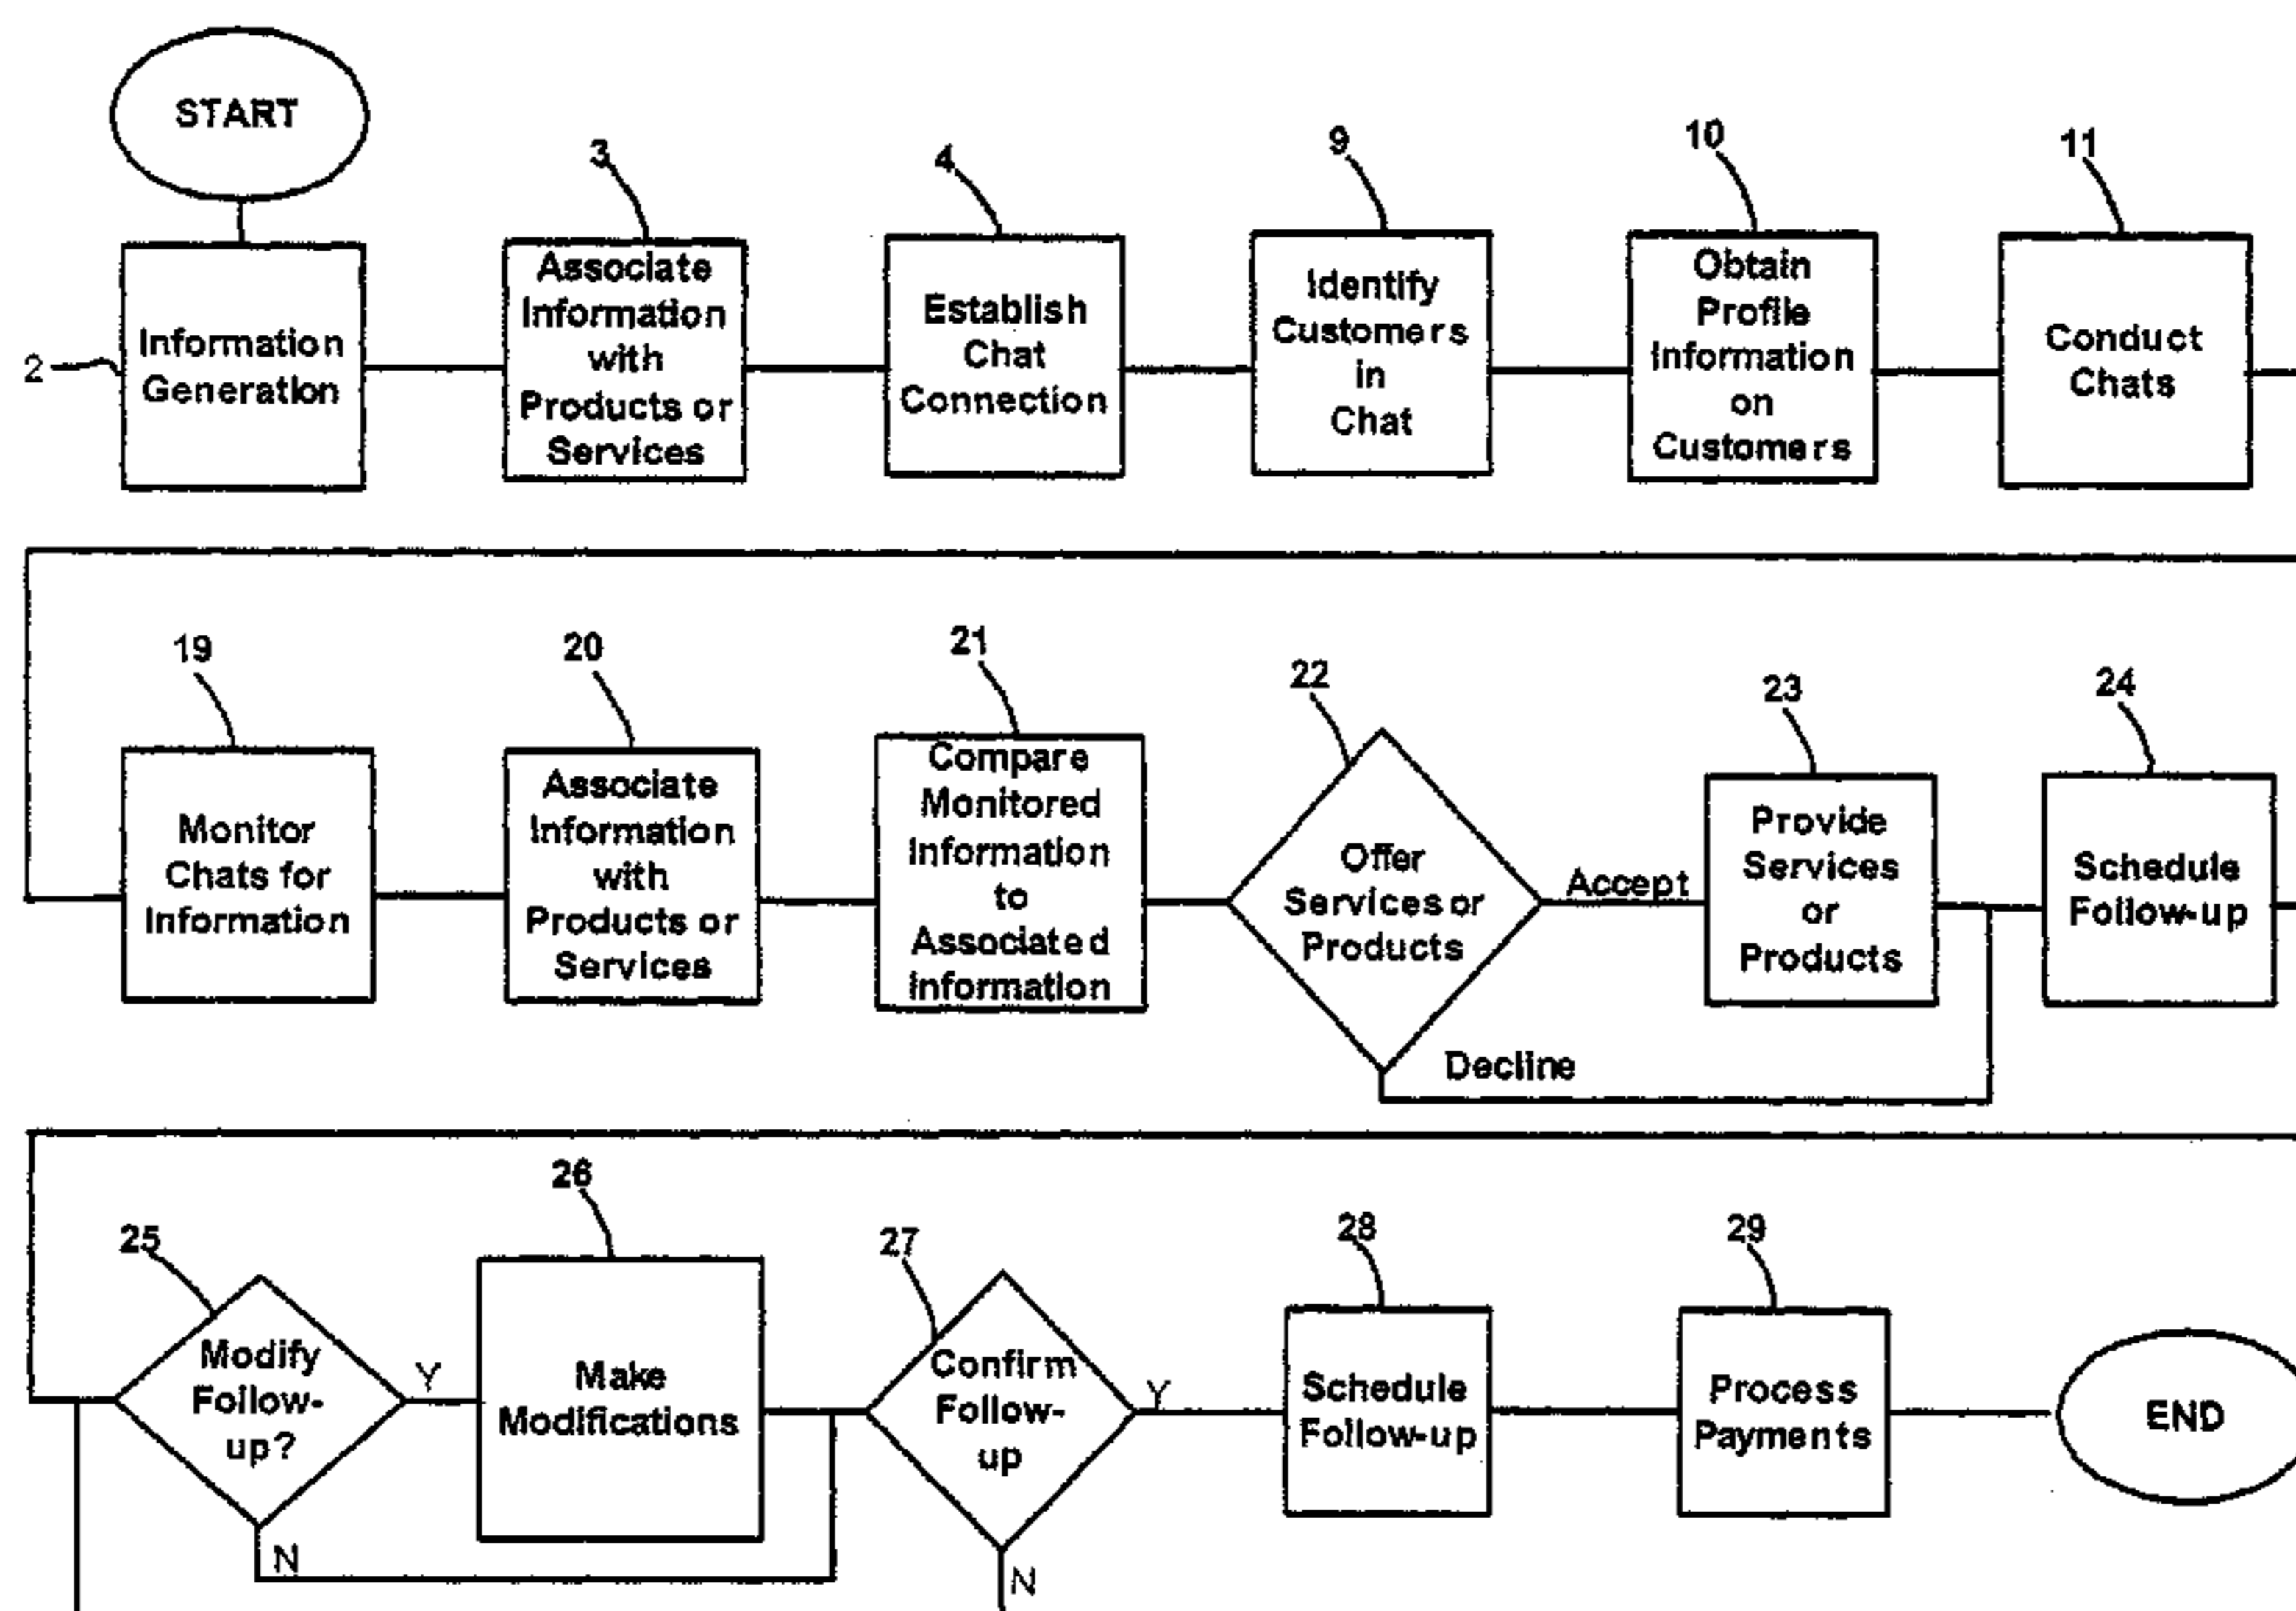 START
3
4
9
10
11
2
Information
Generation
Associate
Information
with
Products or
Services
Establish
Chat
Connection
Identify
Customers
in
Chat
Obtain
Profile
Information
on
Customers
Conduct
Chats
19
20
21
22
23
24
Monitor
Chats for
Information
Associate
Information
with
Products or
Services
Compare
Monitored
Information
to
Associated
Information
Offer
Services or
Products
Accept
Decline
Provide
Services
or
Products
Schedule
Follow-up
25
26
27
28
29
Modify
Follow-
up?
Y
N
Make
Modifications
Confirm
Follow-
up
Y
N
Schedule
Follow-up
Process
Payments
END